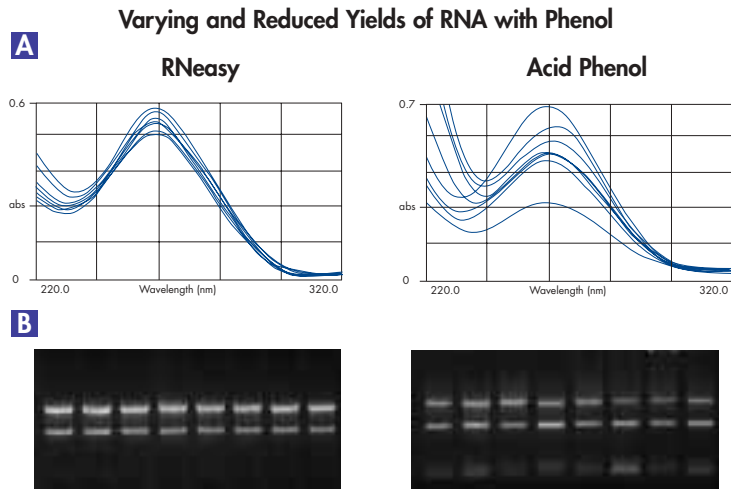 Varying and Reduced Yields of RNA with Phenol
A
RNeasy
Acid Phenol
0.6
abs
0
220.0 Wavelength (nm) 320.0
0.7
abs
0
220.0 Wavelength (nm) 320.0
B